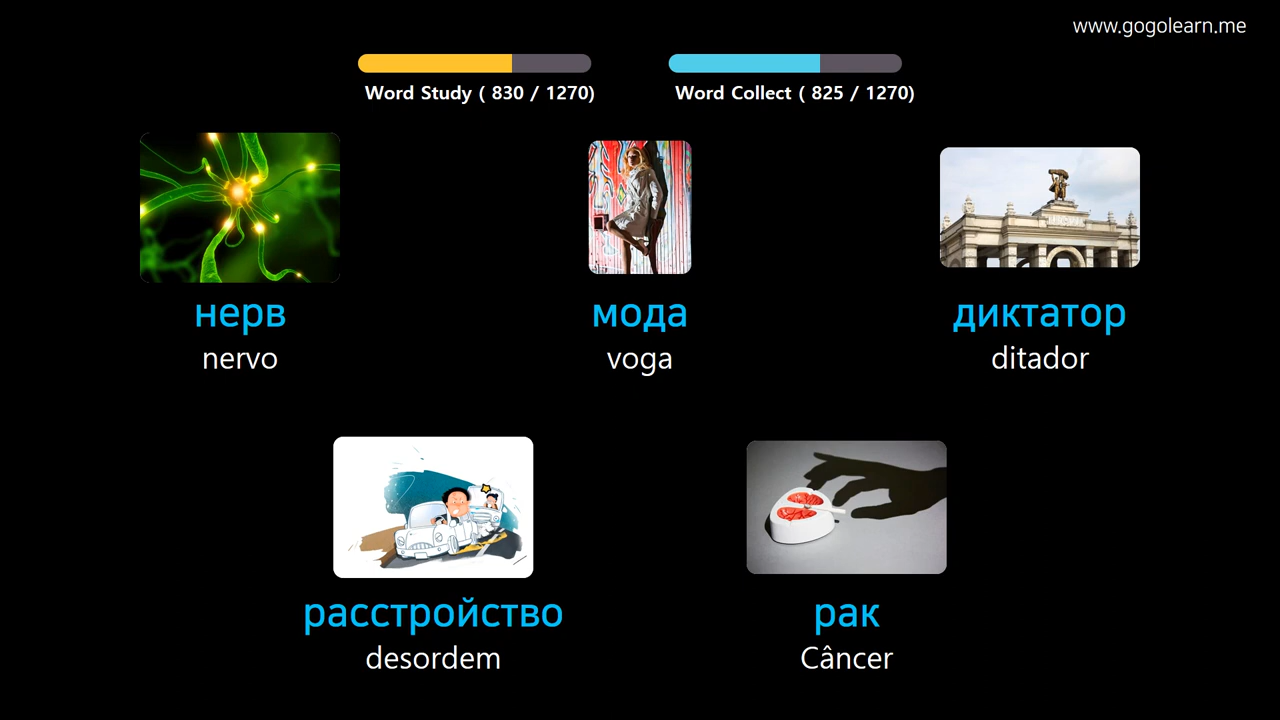 www.gogolearn.me
Word Study ( 830 / 1270)
Word Collect ( 825 / 1270)
нерв
nervo
мода
voga
диктатор
ditador
расстройство
desordem
рак
Câncer